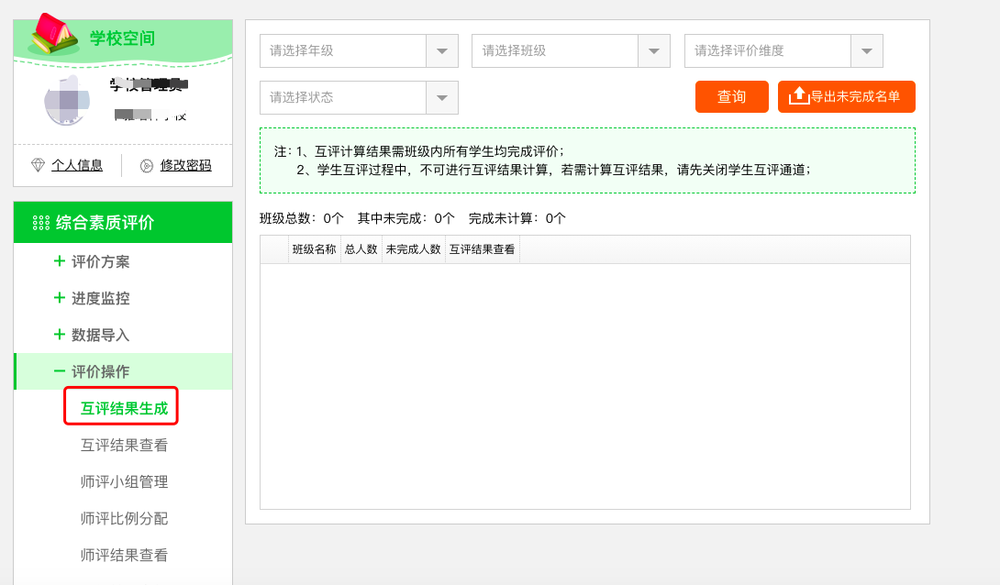 学校空间
学校管理员
学校
个人信息
修改密码
综合素质评价
评价方案
进度监控
数据导入
评价操作
互评结果生成
互评结果查看
师评小组管理
师评比例分配
师评结果查看
请选择年级
请选择班级
请选择评价维度
请选择状态
查询
导出未完成名单
注：1、互评计算结果需班级内所有学生均完成评价；
2、学生互评过程中，不可进行互评结果计算，若需计算互评结果，请先关闭学生互评通道；
班级总数：0个 其中未完成：0个 完成未计算：0个
班级名称 总人数 未完成人数 互评结果查看